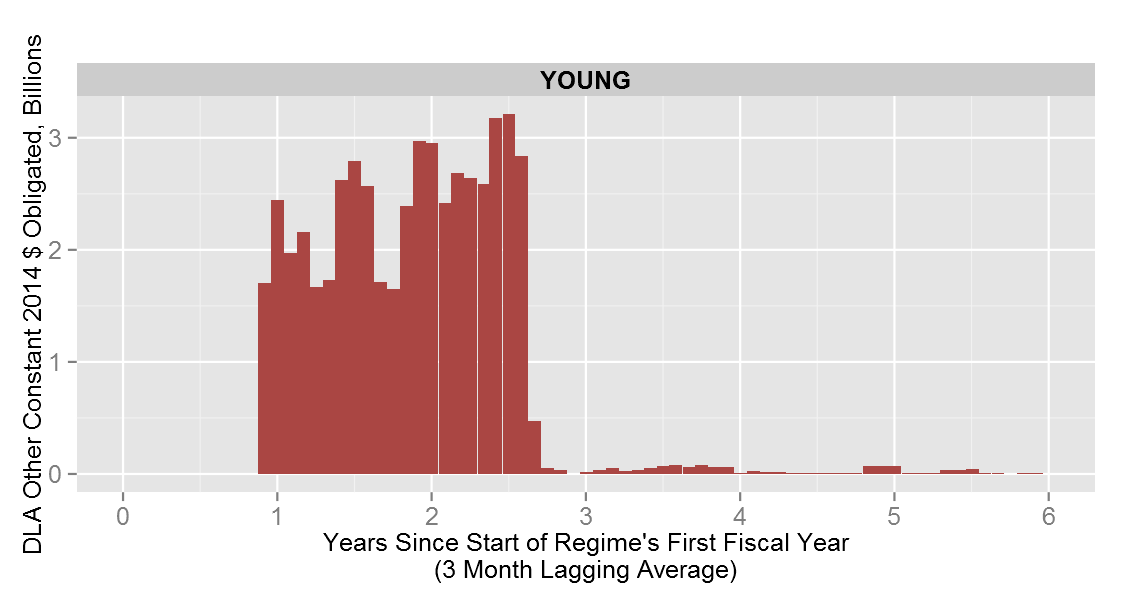 YOUNG
DLA Other Constant 2014 $ Obligated, Billions
3
2
1
0
0 1 2 3 4 5 6
Years Since Start of Regime's First Fiscal Year
(3 Month Lagging Average)